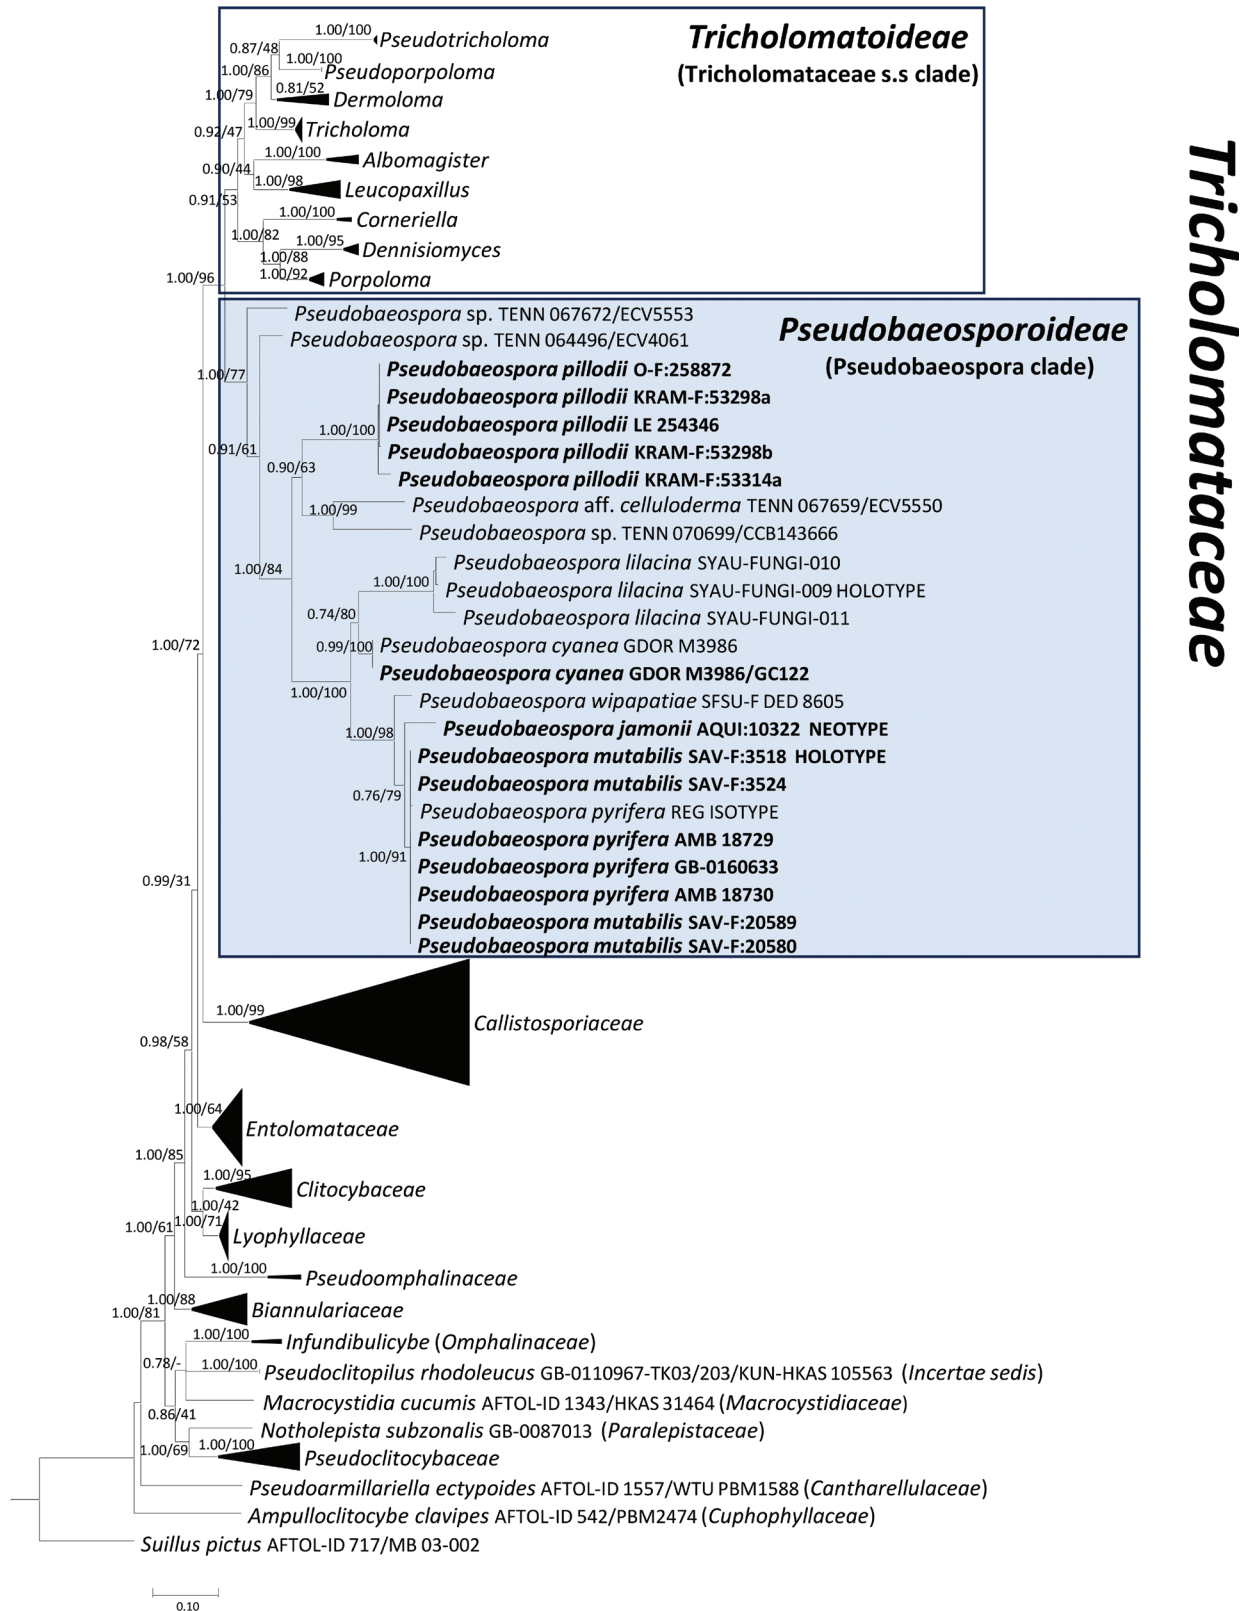 1.00/100
Pseudotricholoma
Tricholomatoideae
0.87/48
1.00/100
Pseudoporpoloma
(Tricholomataceae s.s clade)
1.00/86
0.81/52
Dermoloma
1.00/79
1.00/99
Tricholoma
0.92/47
1.00/100
Albomagister
0.90/44
1.00/98
Leucopaxillus
0.91/53
1.00/100
Corneriella
1.00/82
1.00/95
Dennisiomyces
1.00/88
1.00/92
Porpoloma
1.00/96
Tricholomataceae
Pseudobaeospora sp. TENN 067672/ECV5553
Pseudobaeosporoideae
Pseudobaeospora sp. TENN 064496/ECV4061
(Pseudobaeospora clade)
1.00/77
Pseudobaeospora pillodii O-F:258872
Pseudobaeospora pillodii KRAM-F:53298a
1.00/100
Pseudobaeospora pillodii LE 254346
0.91/61
Pseudobaeospora pillodii KRAM-F:53298b
0.90/63
Pseudobaeospora pillodii KRAM-F:53314a
Pseudobaeospora aff. celluloderma TENN 067659/ECV5550
1.00/99
Pseudobaeospora sp. TENN 070699/CCB143666
1.00/84
Pseudobaeospora lilacina SYAU-FUNGI-010
1.00/100
Pseudobaeospora lilacina SYAU-FUNGI-009 HOLOTYPE
0.74/80
Pseudobaeospora lilacina SYAU-FUNGI-011
1.00/72
0.99/100
Pseudobaeospora cyanea GDOR M3986
Pseudobaeospora cyanea GDOR M3986/GC122
1.00/100
Pseudobaeospora wipapatiae SFSU-F DED 8605
1.00/98
Pseudobaeospora jamonii AQUI:10322 NEOTYPE
Pseudobaeospora mutabilis SAV-F:3518 HOLOTYPE
0.76/79
Pseudobaeospora mutabilis SAV-F:3524
Pseudobaeospora pyrifera REG ISOTYPE
Pseudobaeospora pyrifera AMB 18729
1.00/91
Pseudobaeospora pyrifera GB-0160633
0.99/31
Pseudobaeospora pyrifera AMB 18730
Pseudobaeospora mutabilis SAV-F:20589
Pseudobaeospora mutabilis SAV-F:20580
1.00/99
Callistosporiaceae
0.98/58
1.00/64
Entolomataceae
1.00/85
1.00/95
Clitocybaceae
1.00/42
1.00/71
Lyophyllaceae
1.00/61
1.00/100
Pseudoomphalinaceae
1.00/88
Biannulariaceae
1.00/81
1.00/100
Infundibulicybe (Omphalinaceae)
0.78/-
1.00/100
Pseudoclitopilus rhodoleucus GB-0110967-TK03/203/KUN-HKAS 105563 (Incertae sedis)
Macrocystidia cucumis AFTOL-ID 1343/HKAS 31464 (Macrocystidiaceae)
0.86/41
Notholepista subzonalis GB-0087013 (Paralepistaceae)
1.00/69
1.00/100
Pseudoclitocybaceae
Pseudoarmillariella ectypoides AFTOL-ID 1557/WTU PBM1588 (Cantharellulaceae)
Ampulloclitocybe clavipes AFTOL-ID 542/PBM2474 (Cuphophyllaceae)
Suillus pictus AFTOL-ID 717/MB 03-002
0.10